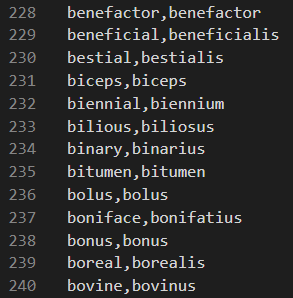 228 benefactor,benefactor
229 beneficial,beneficialis
230 bestial,bestialis
231 biceps,biceps
232 biennial,biennium
233 bilious,biliosus
234 binary,binarius
235 bitumen,bitumen
236 bolus,bolus
237 boniface,bonifatius
238 bonus,bonus
239 boreal,borealis
240 bovine,bovinus